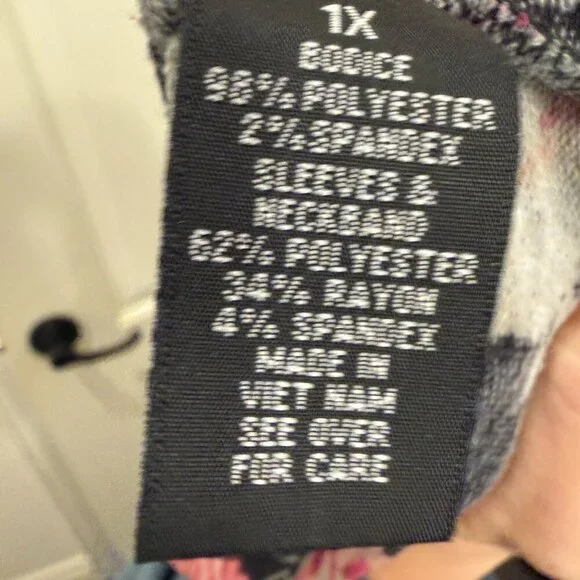 1X
BODICE
98% POLYESTER
2% SPANDEX
SLEEVES &
NECKBAND
62% POLYESTER
34% RAYON
4% SPANDEX
MADE IN
VIET NAM
SEE OVER
FOR CARE